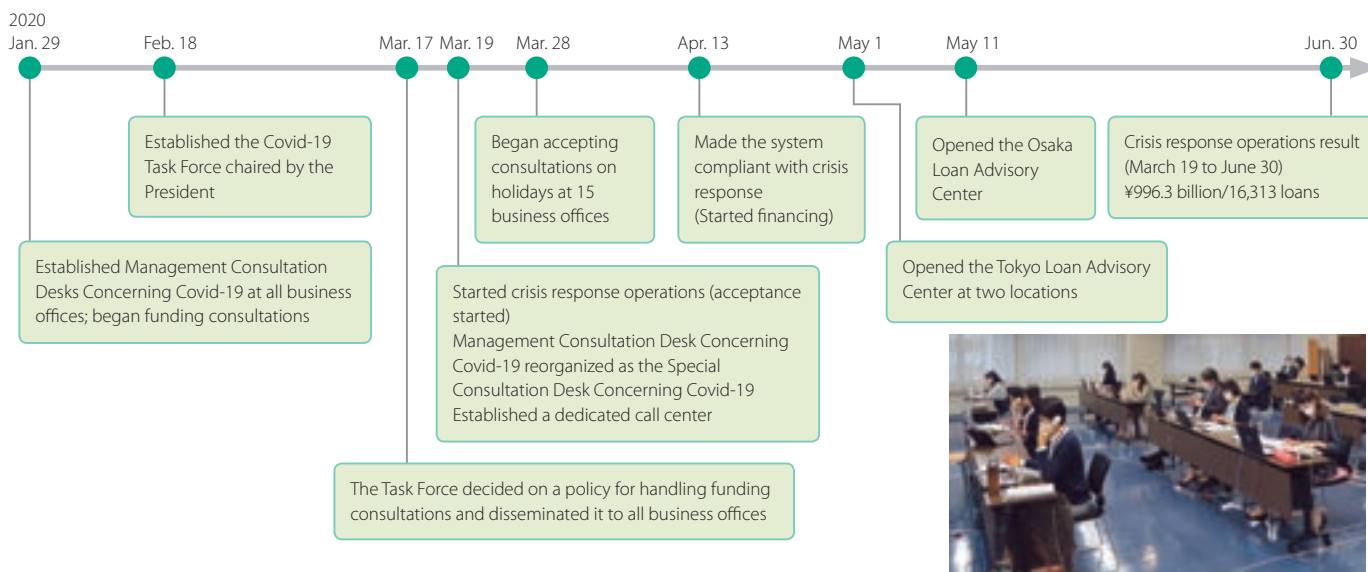 2020
Jan. 29
Feb. 18
Mar. 17
Mar. 19
Mar. 28
Apr. 13
May 1
May 11
Jun. 30
Established the Covid-19
Task Force chaired by the
President
Began accepting
consultations on
holidays at 15
business offices
Made the system
compliant with crisis
response
(Started financing)
Opened the Osaka
Loan Advisory
Center
Crisis response operations result
(March 19 to June 30)
¥996.3 billion/16,313 loans
Established Management Consultation
Desks Concerning Covid-19 at all business
offices; began funding consultations
Started crisis response operations (acceptance
started)
Management Consultation Desk Concerning
Covid-19 reorganized as the Special
Consultation Desk Concerning Covid-19
Established a dedicated call center
Opened the Tokyo Loan Advisory
Center at two locations
The Task Force decided on a policy for handling funding
consultations and disseminated it to all business offices